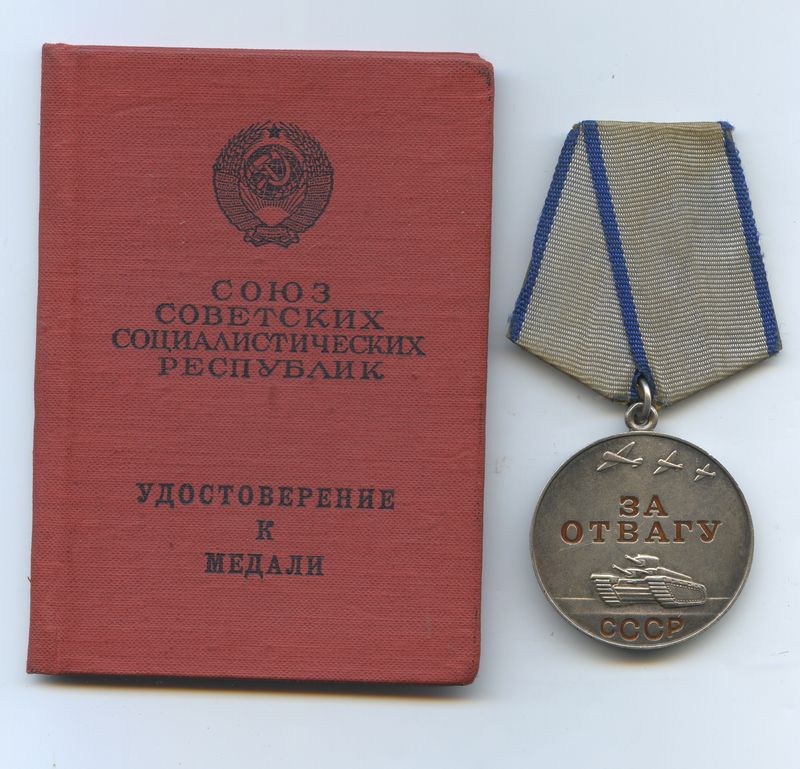 СОЮЗ
СОВЕТСКИХ
СОЦИАЛИСТИЧЕСКИХ
РЕСПУБЛИК
УДОСТОВЕРЕНИЕ
К
МЕДАЛИ
ЗА
ОТВАГУ
СССР